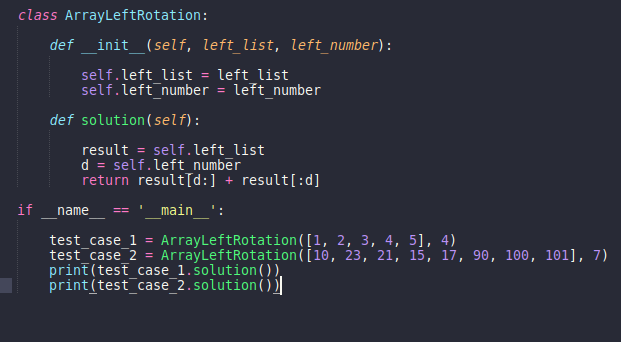 class ArrayLeftRotation:
def __init__(self, left_list, left_number):
self.left_list = left_list
self.left_number = left_number
def solution(self):
result = self.left_list
d = self.left_number
return result[d:] + result[:d]
if __name__ == '__main__':
test_case_1 = ArrayLeftRotation([1, 2, 3, 4, 5], 4)
test_case_2 = ArrayLeftRotation([10, 23, 21, 15, 17, 90, 100, 101], 7)
print(test_case_1.solution())
print(test_case_2.solution())